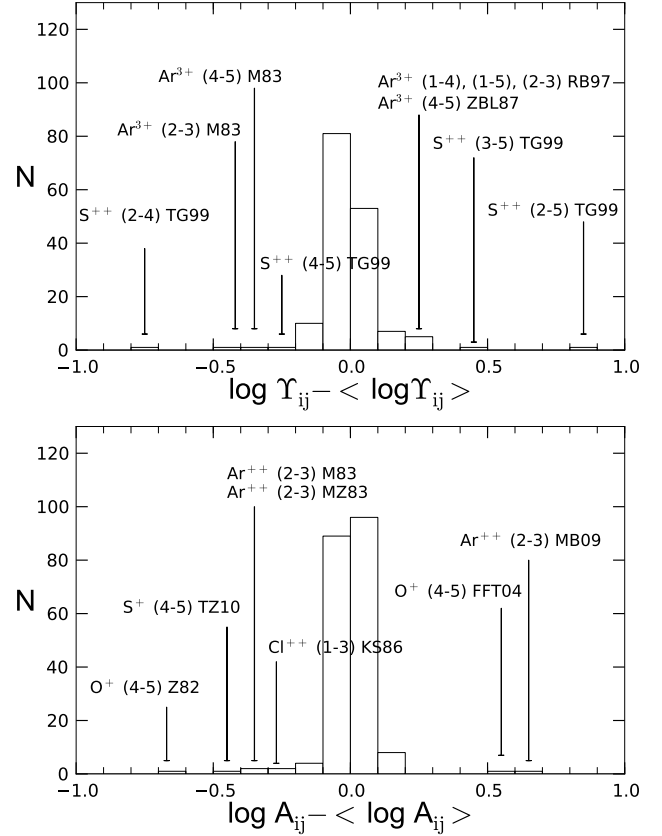 120
100
80
60
40
20
0
N
Ar³⁺ (4-5) M83
Ar³⁺ (2-3) M83
S⁺⁺ (2-4) TG99
S⁺⁺ (4-5) TG99
Ar³⁺ (1-4), (1-5), (2-3) RB97
Ar³⁺ (4-5) ZBL87
S⁺⁺ (3-5) TG99
S⁺⁺ (2-5) TG99
−1.0 −0.5 0.0 0.5 1.0
log ϒij− < logϒij >
120
100
80
60
40
20
0
N
Ar⁺⁺ (2-3) M83
Ar⁺⁺ (2-3) MZ83
S⁺ (4-5) TZ10
O⁺ (4-5) Z82
Cl⁺⁺ (1-3) KS86
Ar⁺⁺ (2-3) MB09
O⁺ (4-5) FFT04
−1.0 −0.5 0.0 0.5 1.0
log Aij− < log Aij >